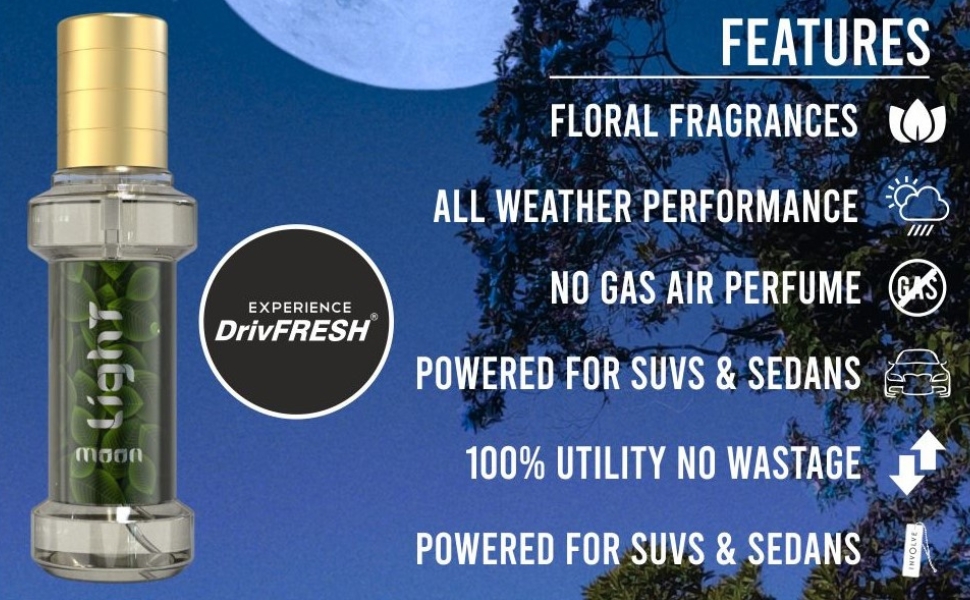 FEATURES
FLORAL FRAGRANCES
ALL WEATHER PERFORMANCE
NO GAS AIR PERFUME
GAS
POWERED FOR SUVS & SEDANS
100% UTILITY NO WASTAGE
POWERED FOR SUVS & SEDANS
INVOLVE
EXPERIENCE
DrivFRESH®
moon
Light